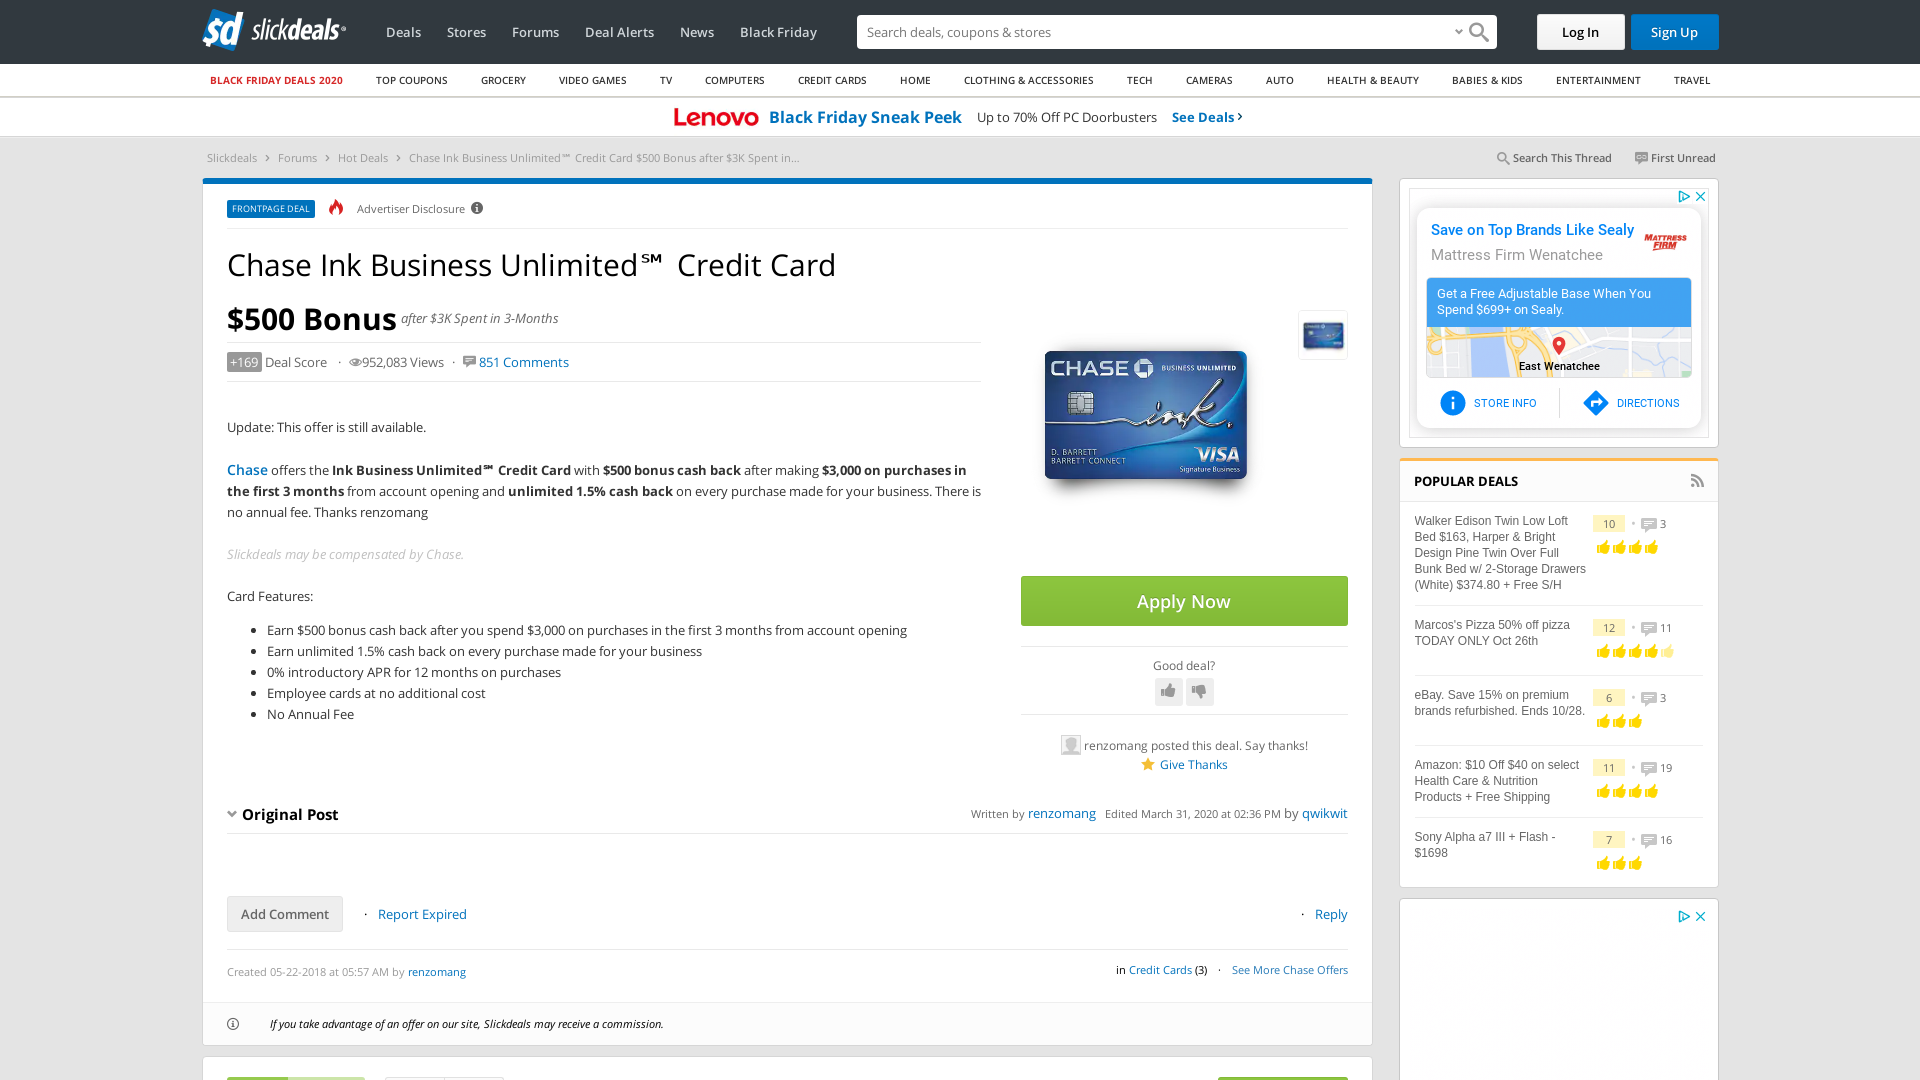 slickdeals
Deals Stores Forums Deal Alerts News Black Friday
Search deals, coupons & shops
Log In
Sign Up
BLACK FRIDAY DEALS 2020 TOP COUPONS GROCERY VIDEO GAMES TV COMPUTERS CREDIT CARDS HOME CLOTHING & ACCESSORIES TECH CAMERAS AUTO HEALTH & BEAUTY BABIES & KIDS ENTERTAINMENT TRAVEL
Lenovo Black Friday Sneak Peek Up to 70% Off PC Doorbusters See Deals ›
Slickdeals › Forums › Hot Deals › Chase Ink Business Unlimited℠ Credit Card $500 Bonus after $3K Spent in...
Search This Thread First Unread
FRONTPAGE DEAL Advertiser Disclosure
Chase Ink Business Unlimited℠ Credit Card
$500 Bonus after $3K Spent in 3-Months
+169 Deal Score · 952,083 Views · 851 Comments
Update: This offer is still available.
Chase offers the Ink Business Unlimited℠ Credit Card with $500 bonus cash back after making $3,000 on purchases in
the first 3 months from account opening and unlimited 1.5% cash back on every purchase made for your business. There is
no annual fee. Thanks renzomang
Slickdeals may be compensated by Chase.
Card Features:
• Earn $500 bonus cash back after you spend $3,000 on purchases in the first 3 months from account opening
• Earn unlimited 1.5% cash back on every purchase made for your business
• 0% introductory APR for 12 months on purchases
• Employee cards at no additional cost
• No Annual Fee
CHASE BUSINESS UNLIMITED
ink.
D. BARRETT
BARRETT CONNECT
VISA
Signature Business
Apply Now
Good deal?
renzomang posted this deal. Say thanks!
Give Thanks
Original Post
Written by renzomang Edited March 31, 2020 at 02:36 PM by qwikwit
Add Comment · Report Expired
· Reply
Created 05-22-2018 at 05:57 AM by renzomang
in Credit Cards (3) · See More Chase Offers
If you take advantage of an offer on our site, Slickdeals may receive a commission.
Save on Top Brands Like Sealy
Mattress Firm Wenatchee
MATTRESS FIRM
Get a Free Adjustable Base When You
Spend $699+ on Sealy.
East Wenatchee
STORE INFO
DIRECTIONS
POPULAR DEALS
Walker Edison Twin Low Loft
Bed $163, Harper & Bright
Design Pine Twin Over Full
Bunk Bed w/ 2-Storage Drawers
(White) $374.80 + Free S/H
10 • 3
Marcos's Pizza 50% off pizza
TODAY ONLY Oct 26th
12 • 11
eBay. Save 15% on premium
brands refurbished. Ends 10/28.
6 • 3
Amazon: $10 Off $40 on select
Health Care & Nutrition
Products + Free Shipping
11 • 19
Sony Alpha a7 III + Flash -
$1698
7 • 16